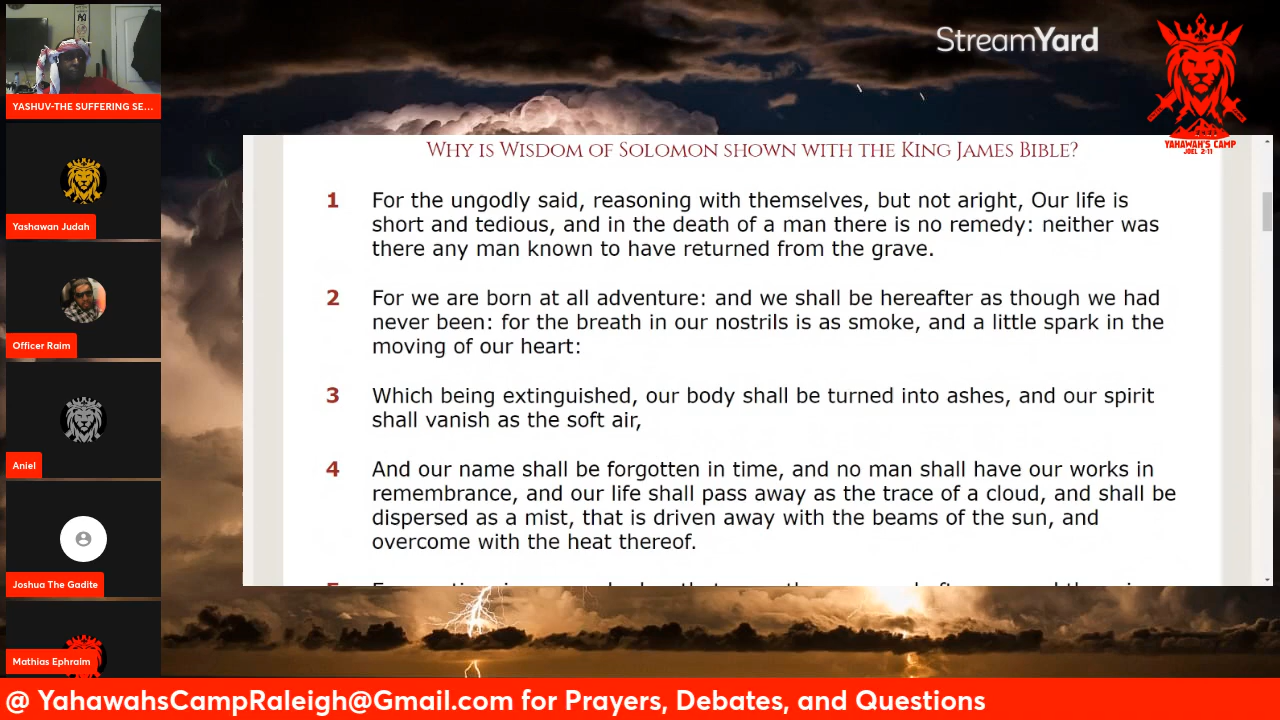 StreamYard
YAHAWAH'S CAMP
JOEL 2:11
YASHUV-THE SUFFERING SE...
Yashawan Judah
Officer Raim
Aniel
Joshua The Gadite
Mathias Ephraim
WHY IS WISDOM OF SOLOMON SHOWN WITH THE KING JAMES BIBLE?
1 For the ungodly said, reasoning with themselves, but not aright, Our life is
short and tedious, and in the death of a man there is no remedy: neither was
there any man known to have returned from the grave.
2 For we are born at all adventure: and we shall be hereafter as though we had
never been: for the breath in our nostrils is as smoke, and a little spark in the
moving of our heart:
3 Which being extinguished, our body shall be turned into ashes, and our spirit
shall vanish as the soft air,
4 And our name shall be forgotten in time, and no man shall have our works in
remembrance, and our life shall pass away as the trace of a cloud, and shall be
dispersed as a mist, that is driven away with the beams of the sun, and
overcome with the heat thereof.
@ YahawahsCampRaleigh@Gmail.com for Prayers, Debates, and Questions